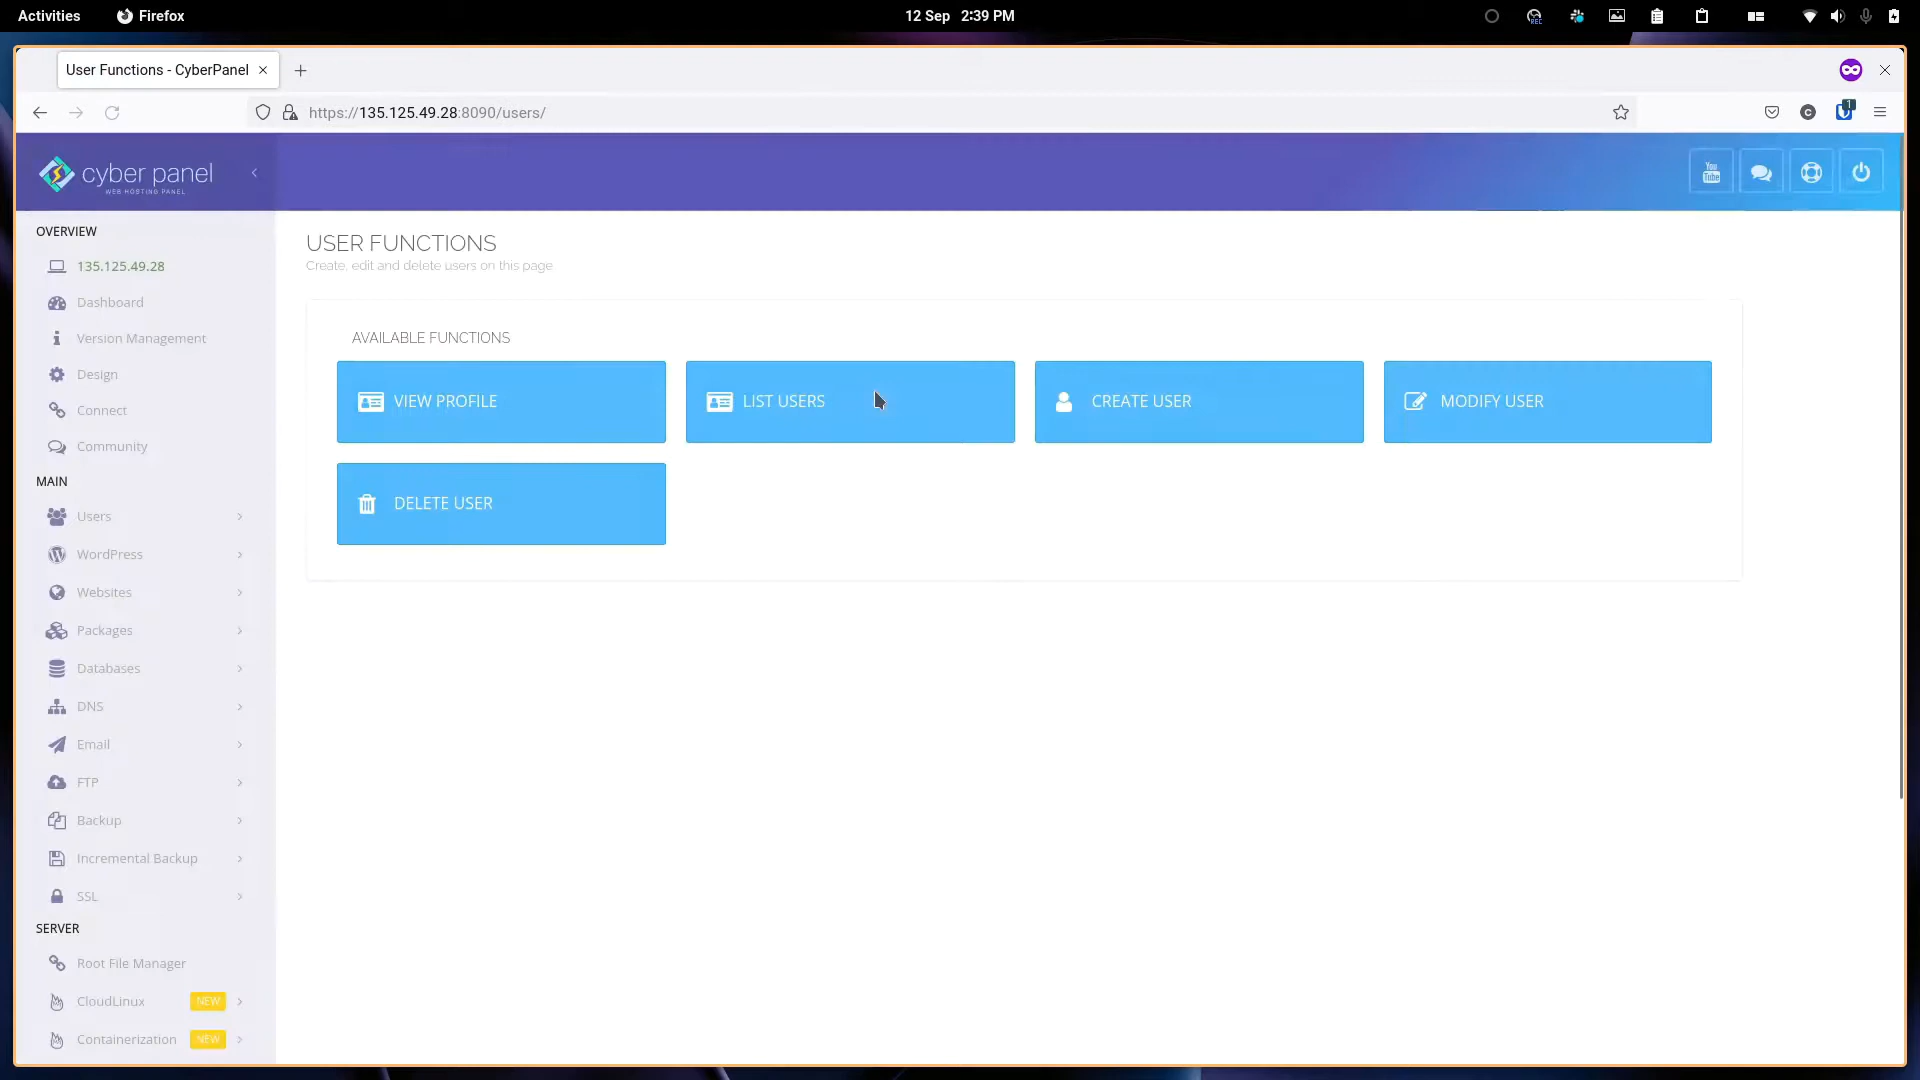 Activities
Firefox
12 Sep 2:39 PM
REC
User Functions - CyberPanel
https://135.125.49.28:8090/users/
C
1
cyber panel
WEB HOSTING PANEL
You
Tube
OVERVIEW
135.125.49.28
Dashboard
Version Management
Design
Connect
Community
MAIN
Users
WordPress
Websites
Packages
Databases
DNS
Email
FTP
Backup
Incremental Backup
SSL
SERVER
Root File Manager
CloudLinux NEW
Containerization NEW
USER FUNCTIONS
Create, edit and delete users on this page
AVAILABLE FUNCTIONS
VIEW PROFILE
LIST USERS
CREATE USER
MODIFY USER
DELETE USER